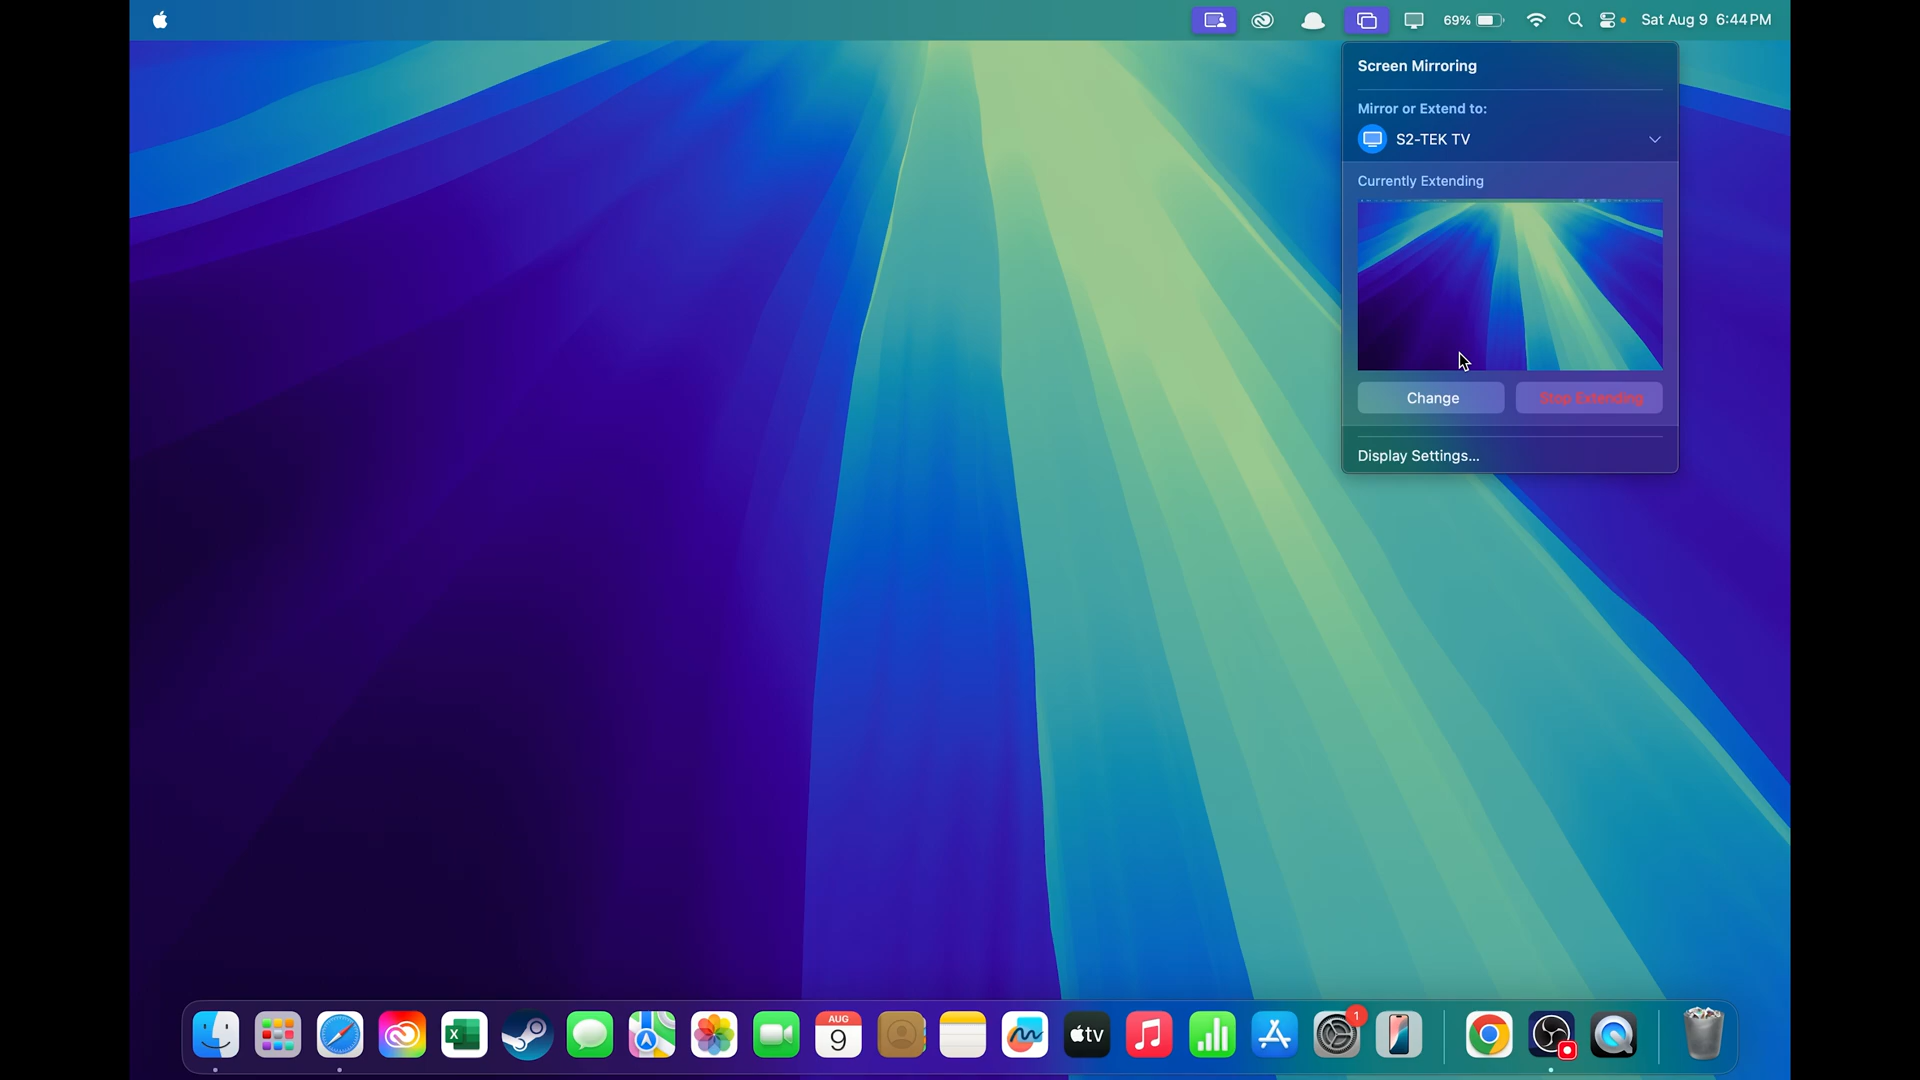 69%
Sat Aug 9 6:44 PM
Screen Mirroring
Mirror or Extend to:
S2-TEK TV
Currently Extending
Change
Stop Extending
Display Settings...
AUG
9
X
tv
1